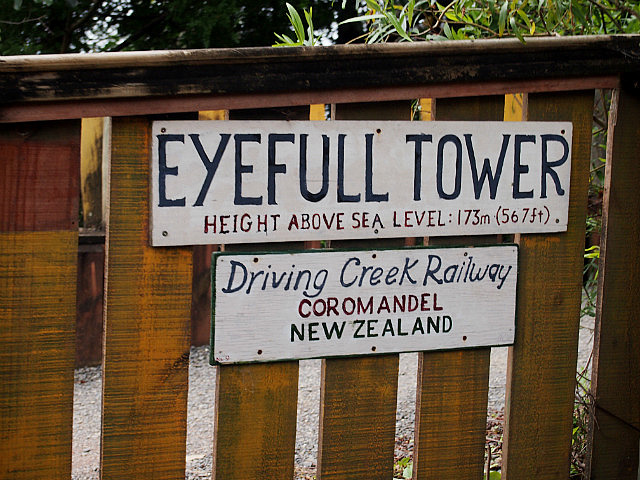 EYEFULL TOWER
HEIGHT ABOVE SEA LEVEL: 173m (567ft).
Driving Creek Railway
COROMANDEL
NEW ZEALAND